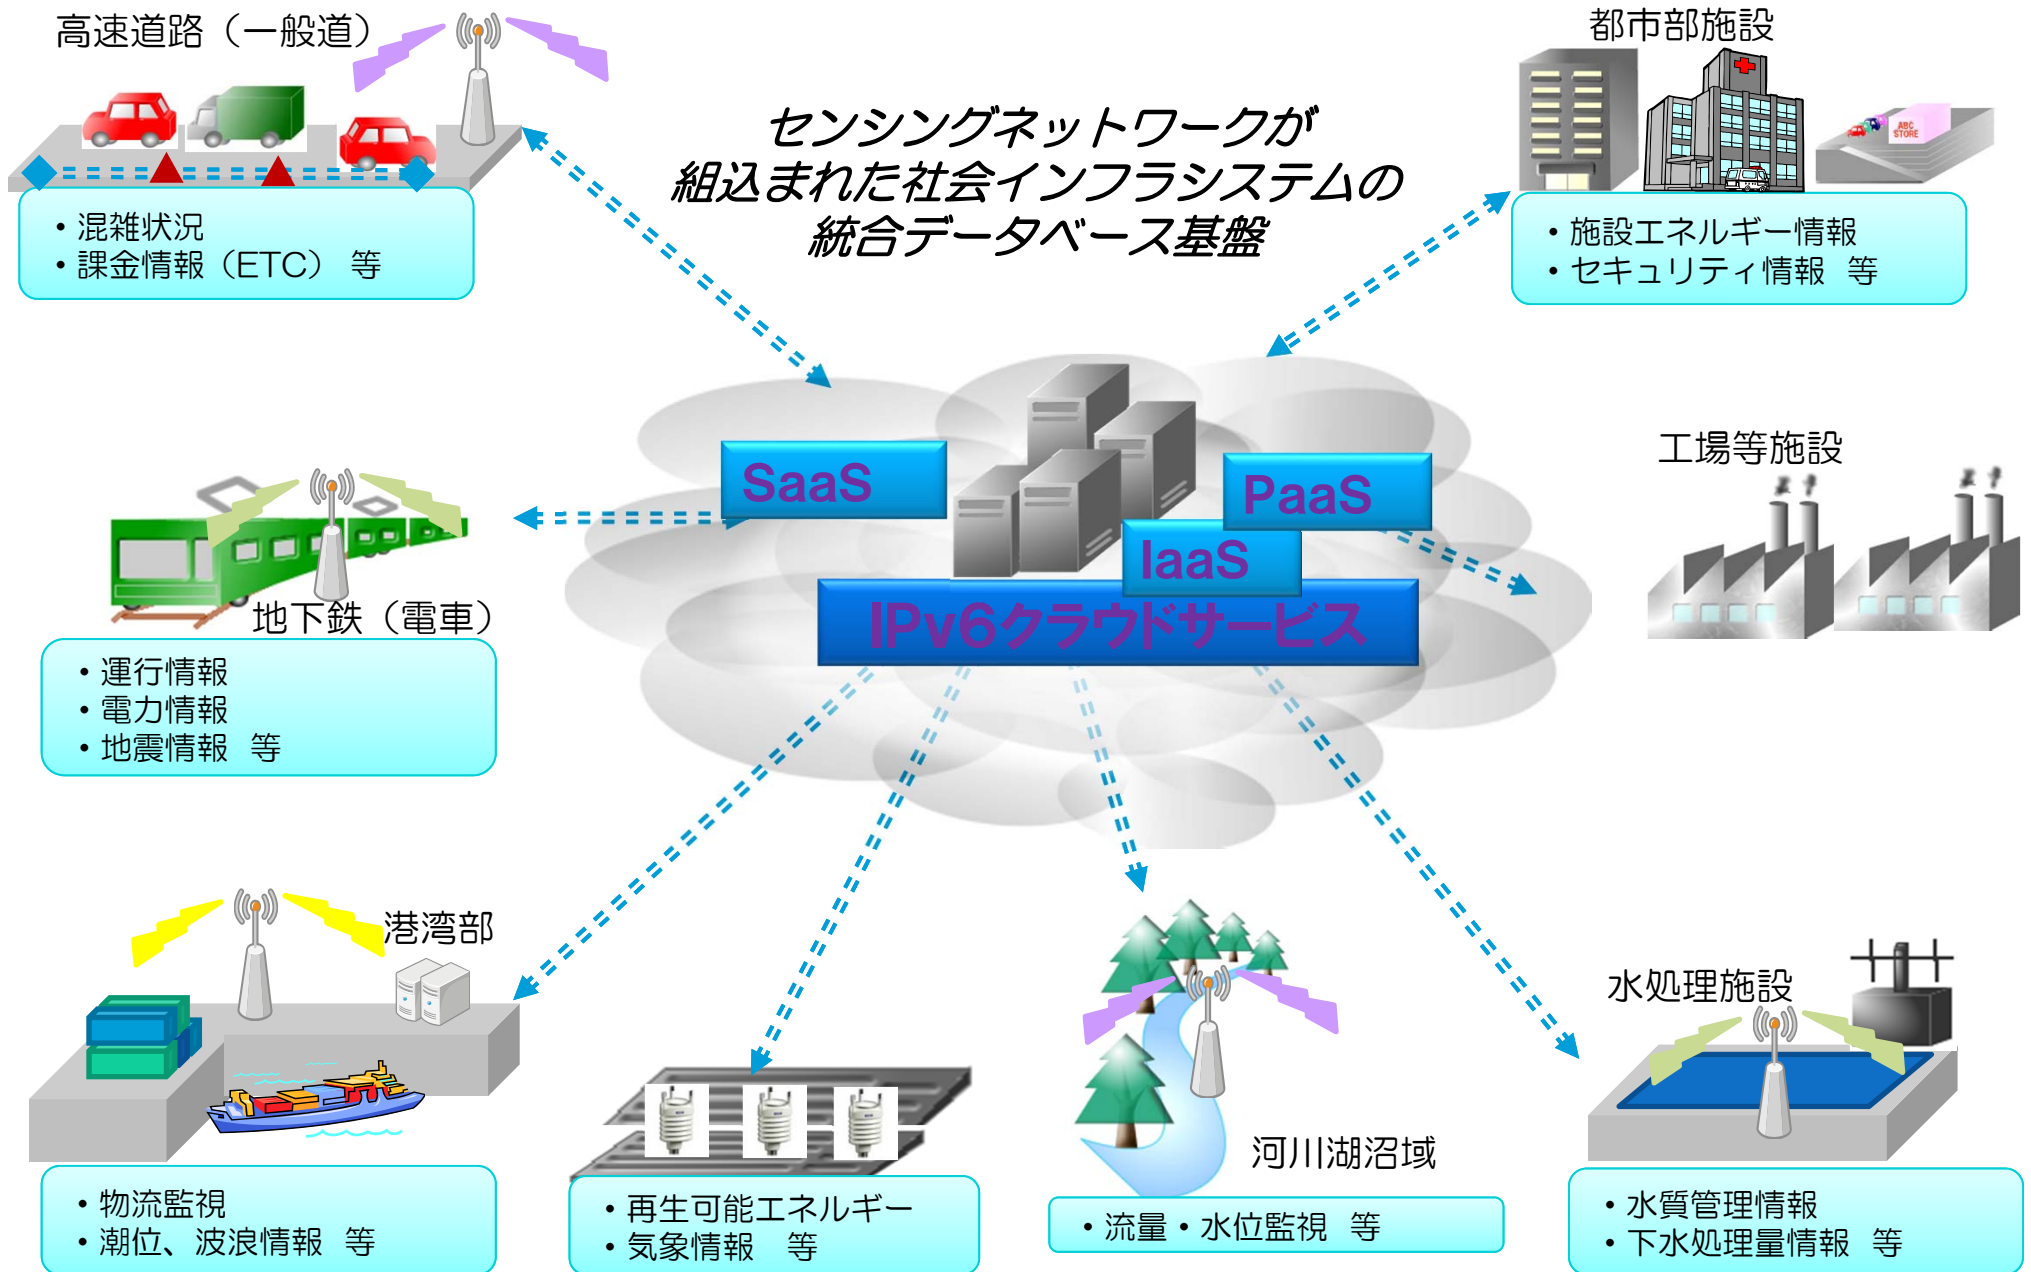 高速道路（一般道）
都市部施設
センシングネットワークが
組込まれた社会インフラシステムの
統合データベース基盤
ABC
STORE
・混雑状況
・課金情報（ETC） 等
・施設エネルギー情報
・セキュリティ情報 等
工場等施設
SaaS
PaaS
IaaS
IPv6クラウドサービス
地下鉄（電車）
・運行情報
・電力情報
・地震情報 等
港湾部
水処理施設
河川湖沼域
・物流監視
・潮位、波浪情報 等
・再生可能エネルギー
・気象情報 等
・流量・水位監視 等
・水質管理情報
・下水処理量情報 等